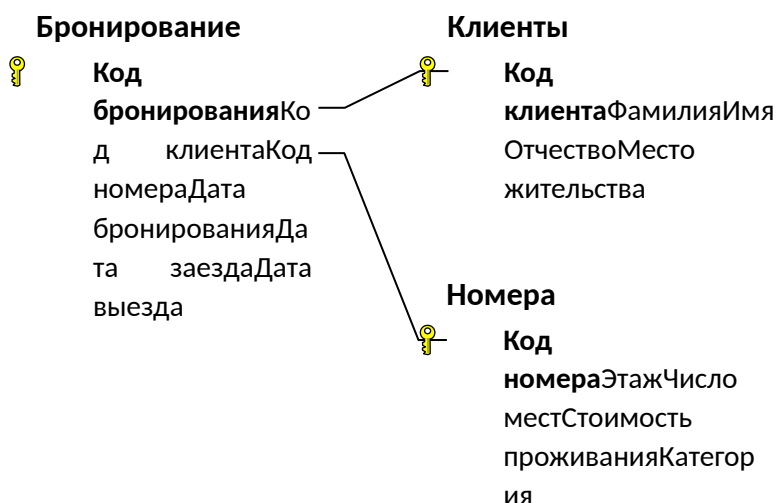 Бронирование
Код
бронированияКо
д клиентаКод
номераДата
бронированияДа
та заездаДата
выезда
Клиенты
Код
клиентаФамилияИмя
ОтчествоМесто
жительства
Номера
Код
номераЭтажЧисло
местСтоимость
проживанияКатегор
ия